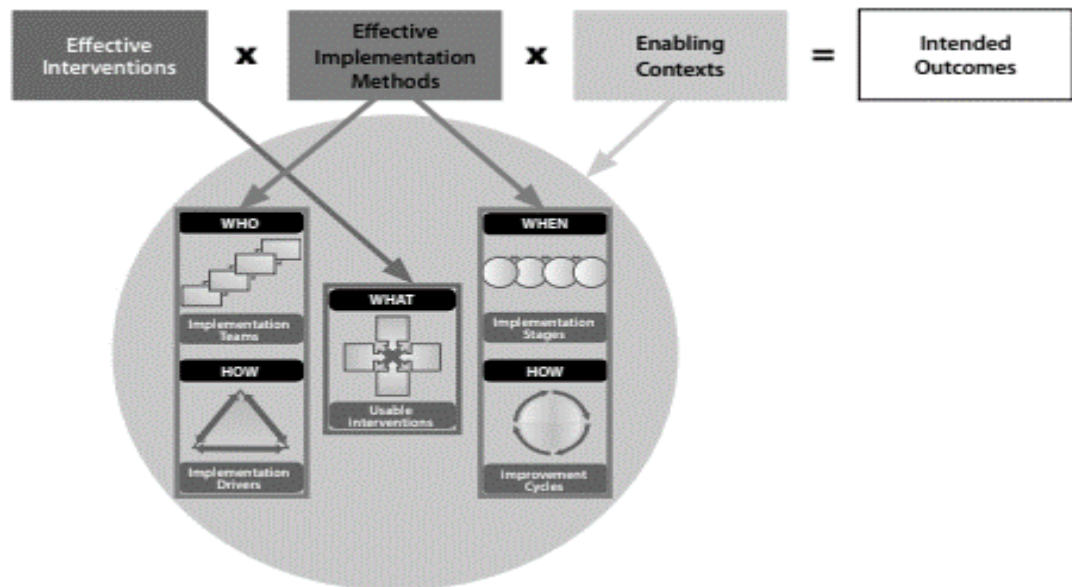 Effective
Interventions
x
Effective
Implementation
Methods
x
Enabling
Contexts
=
Intended
Outcomes
WHO
Implementation
Teams
HOW
Implementation
Drivers
WHAT
Usable
Interventions
WHEN
Implementation
Stages
HOW
Improvement
Cycles